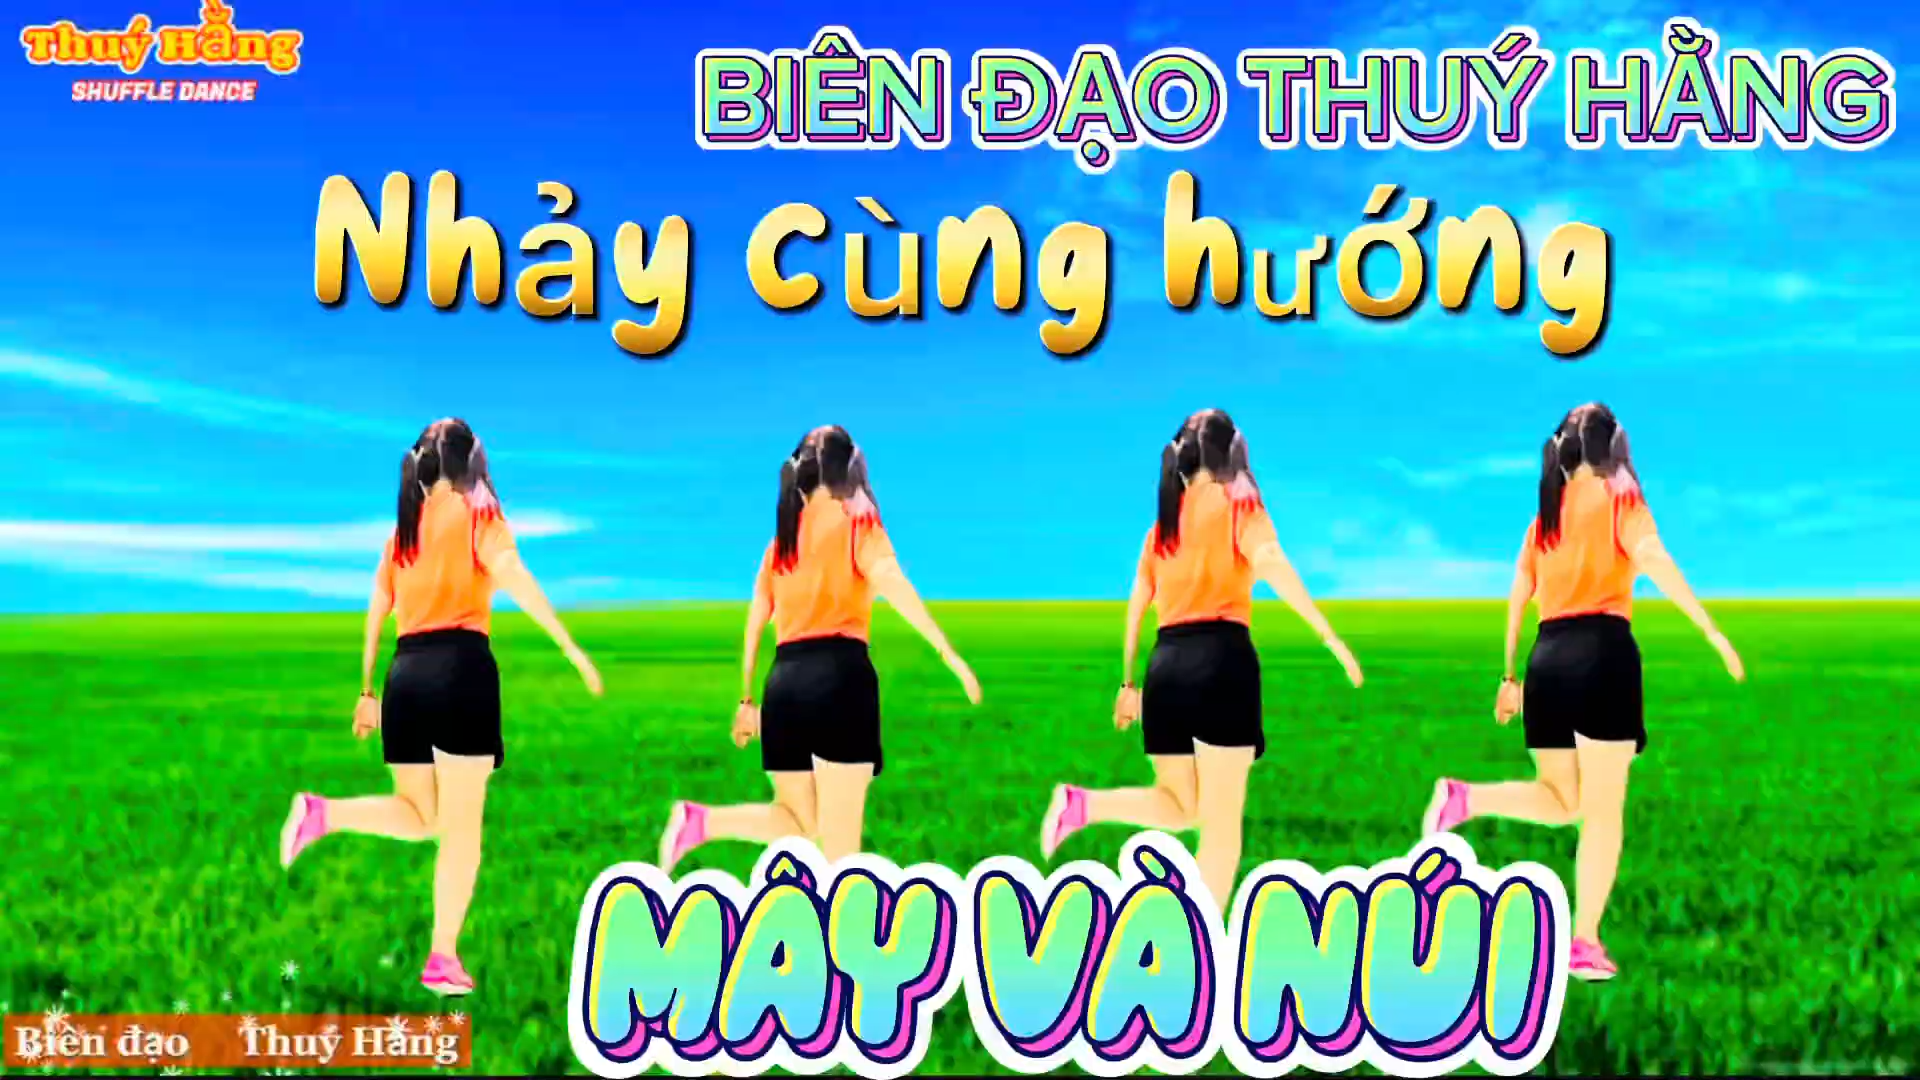 Thuý Hằng
SHUFFLE DANCE
BIÊN ĐẠO THUÝ HẰNG
Nhảy cùng hướng
MÂY VÀ NÚI
Biên đạo Thuý Hằng